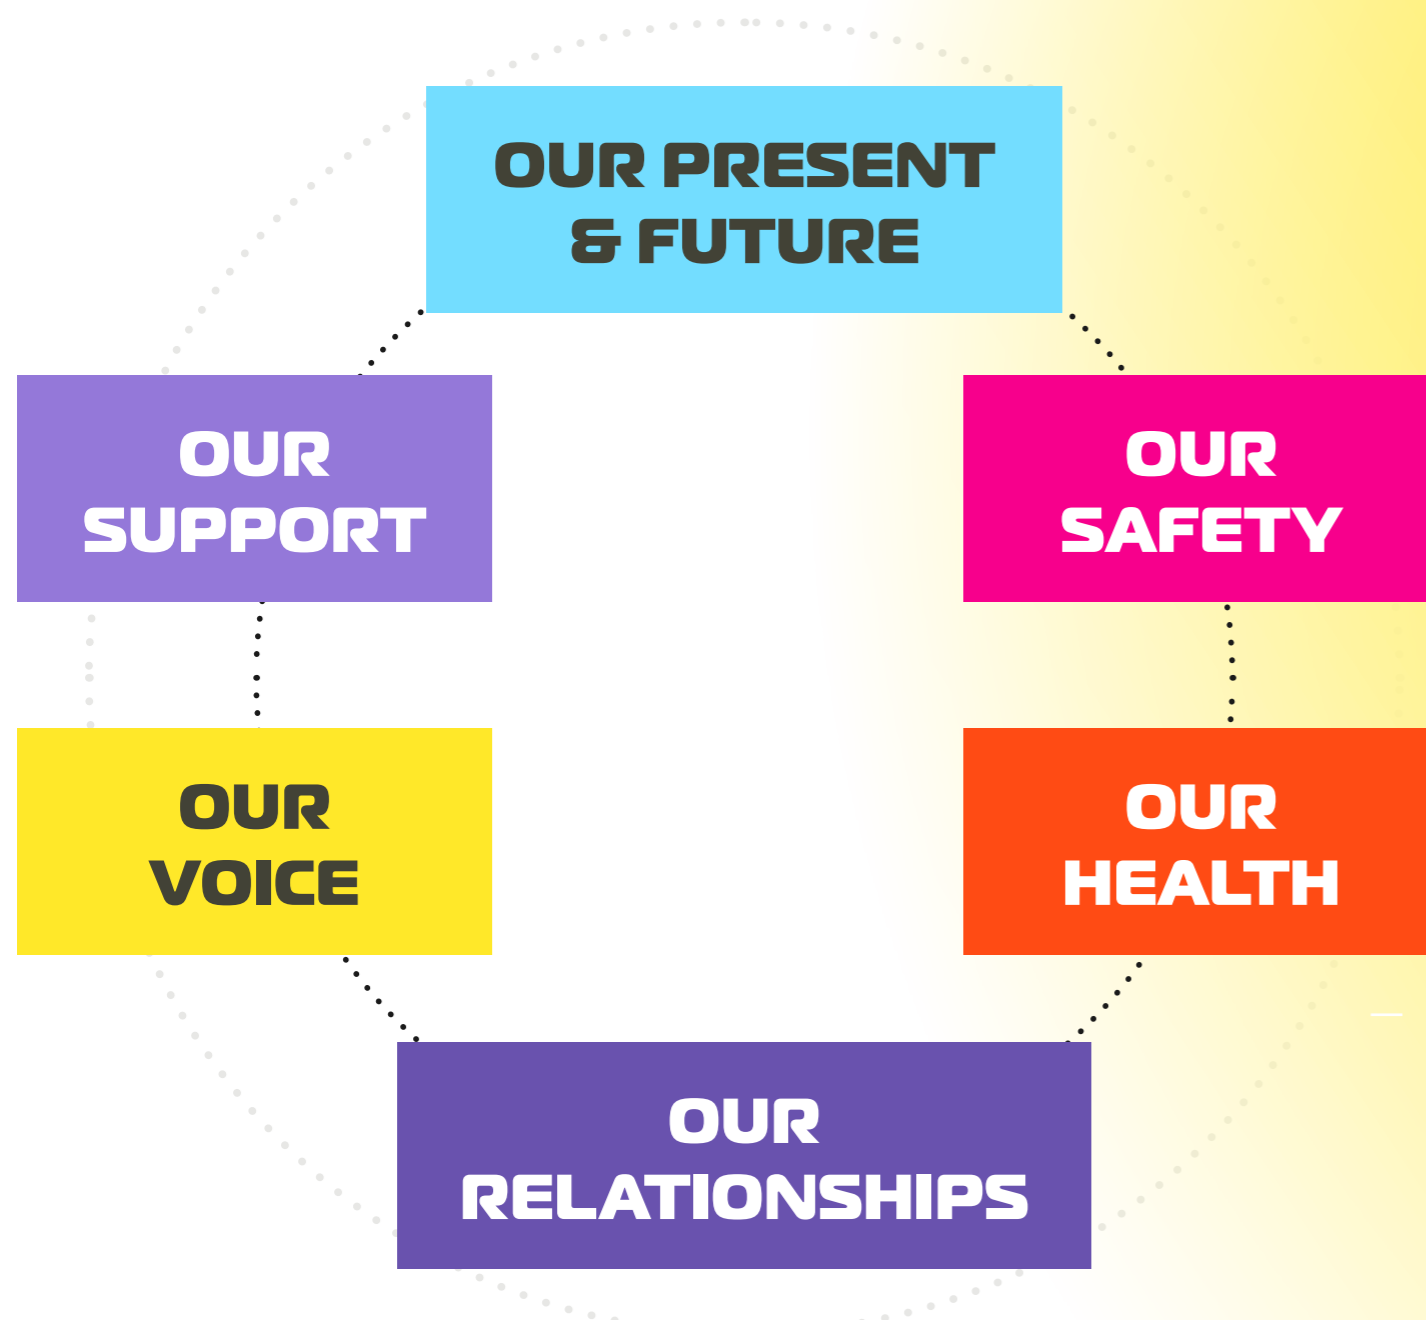 OUR PRESENT
& FUTURE
OUR
SUPPORT
OUR
SAFETY
OUR
VOICE
OUR
HEALTH
OUR
RELATIONSHIPS